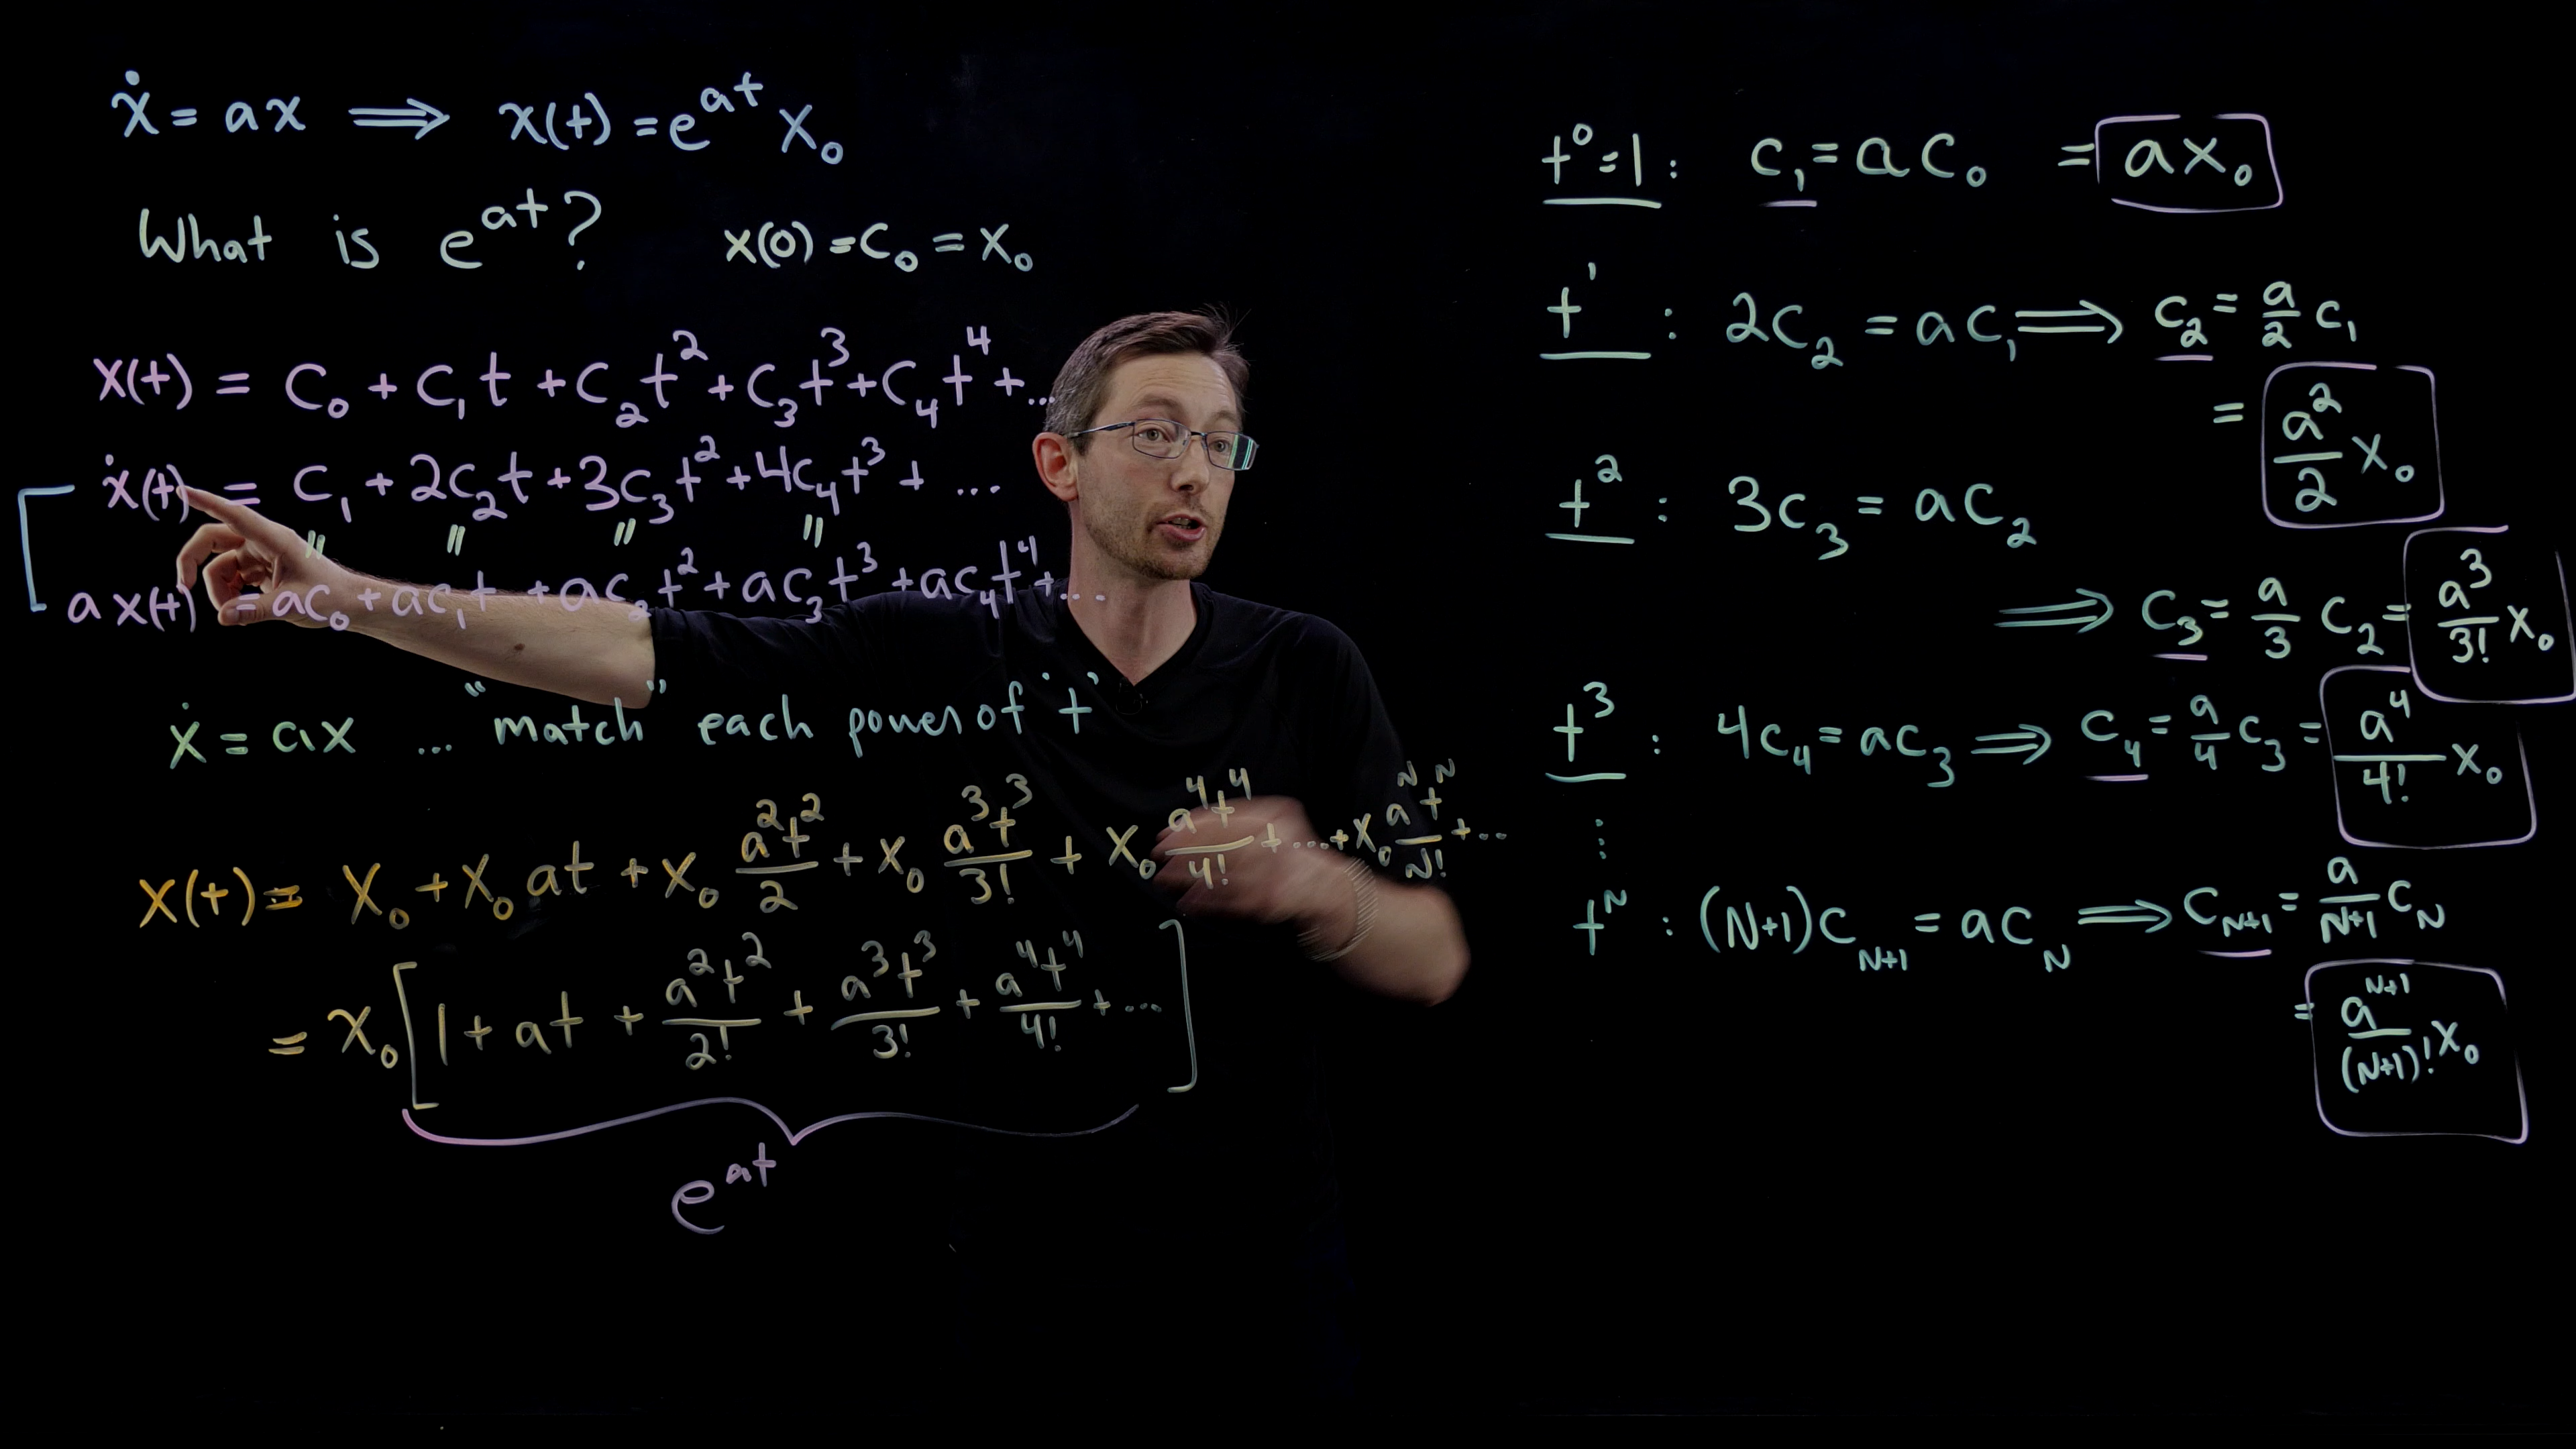 ẋ = ax ⟹ x(t) = e^{at} x₀
What is e^{at}?
x(0) = C₀ = x₀
x(t) = C₀ + C₁t + C₂t² + C₃t³ + C₄t⁴ + ...
ẋ(t) = C₁ + 2C₂t + 3C₃t² + 4C₄t³ + ...
|| || || ||
a x(t) = aC₀ + aC₁t + aC₂t² + aC₃t³ + aC₄t⁴ + ...
ẋ = ax ... "match" each power of 't'
x(t) = x₀ + x₀ at + x₀ a²t²/2 + x₀ a³t³/3! + x₀ a⁴t⁴/4! + ... + x₀ a^N t^N/N! + ...
= x₀ [1 + at + a²t²/2! + a³t³/3! + a⁴t⁴/4! + ...]
e^{at}
t⁰=1 : C₁ = a C₀ = ax₀
t¹ : 2C₂ = aC₁ ⟹ C₂ = a/2 C₁
= a²/2 x₀
t² : 3C₃ = aC₂
⟹ C₃ = a/3 C₂ = a³/3! x₀
t³ : 4C₄ = aC₃ ⟹ C₄ = a/4 C₃ = a⁴/4! x₀
⋮
t^N : (N+1)C_{N+1} = aC_N ⟹ C_{N+1} = a/(N+1) C_N
= a^{N+1}/(N+1)! x₀